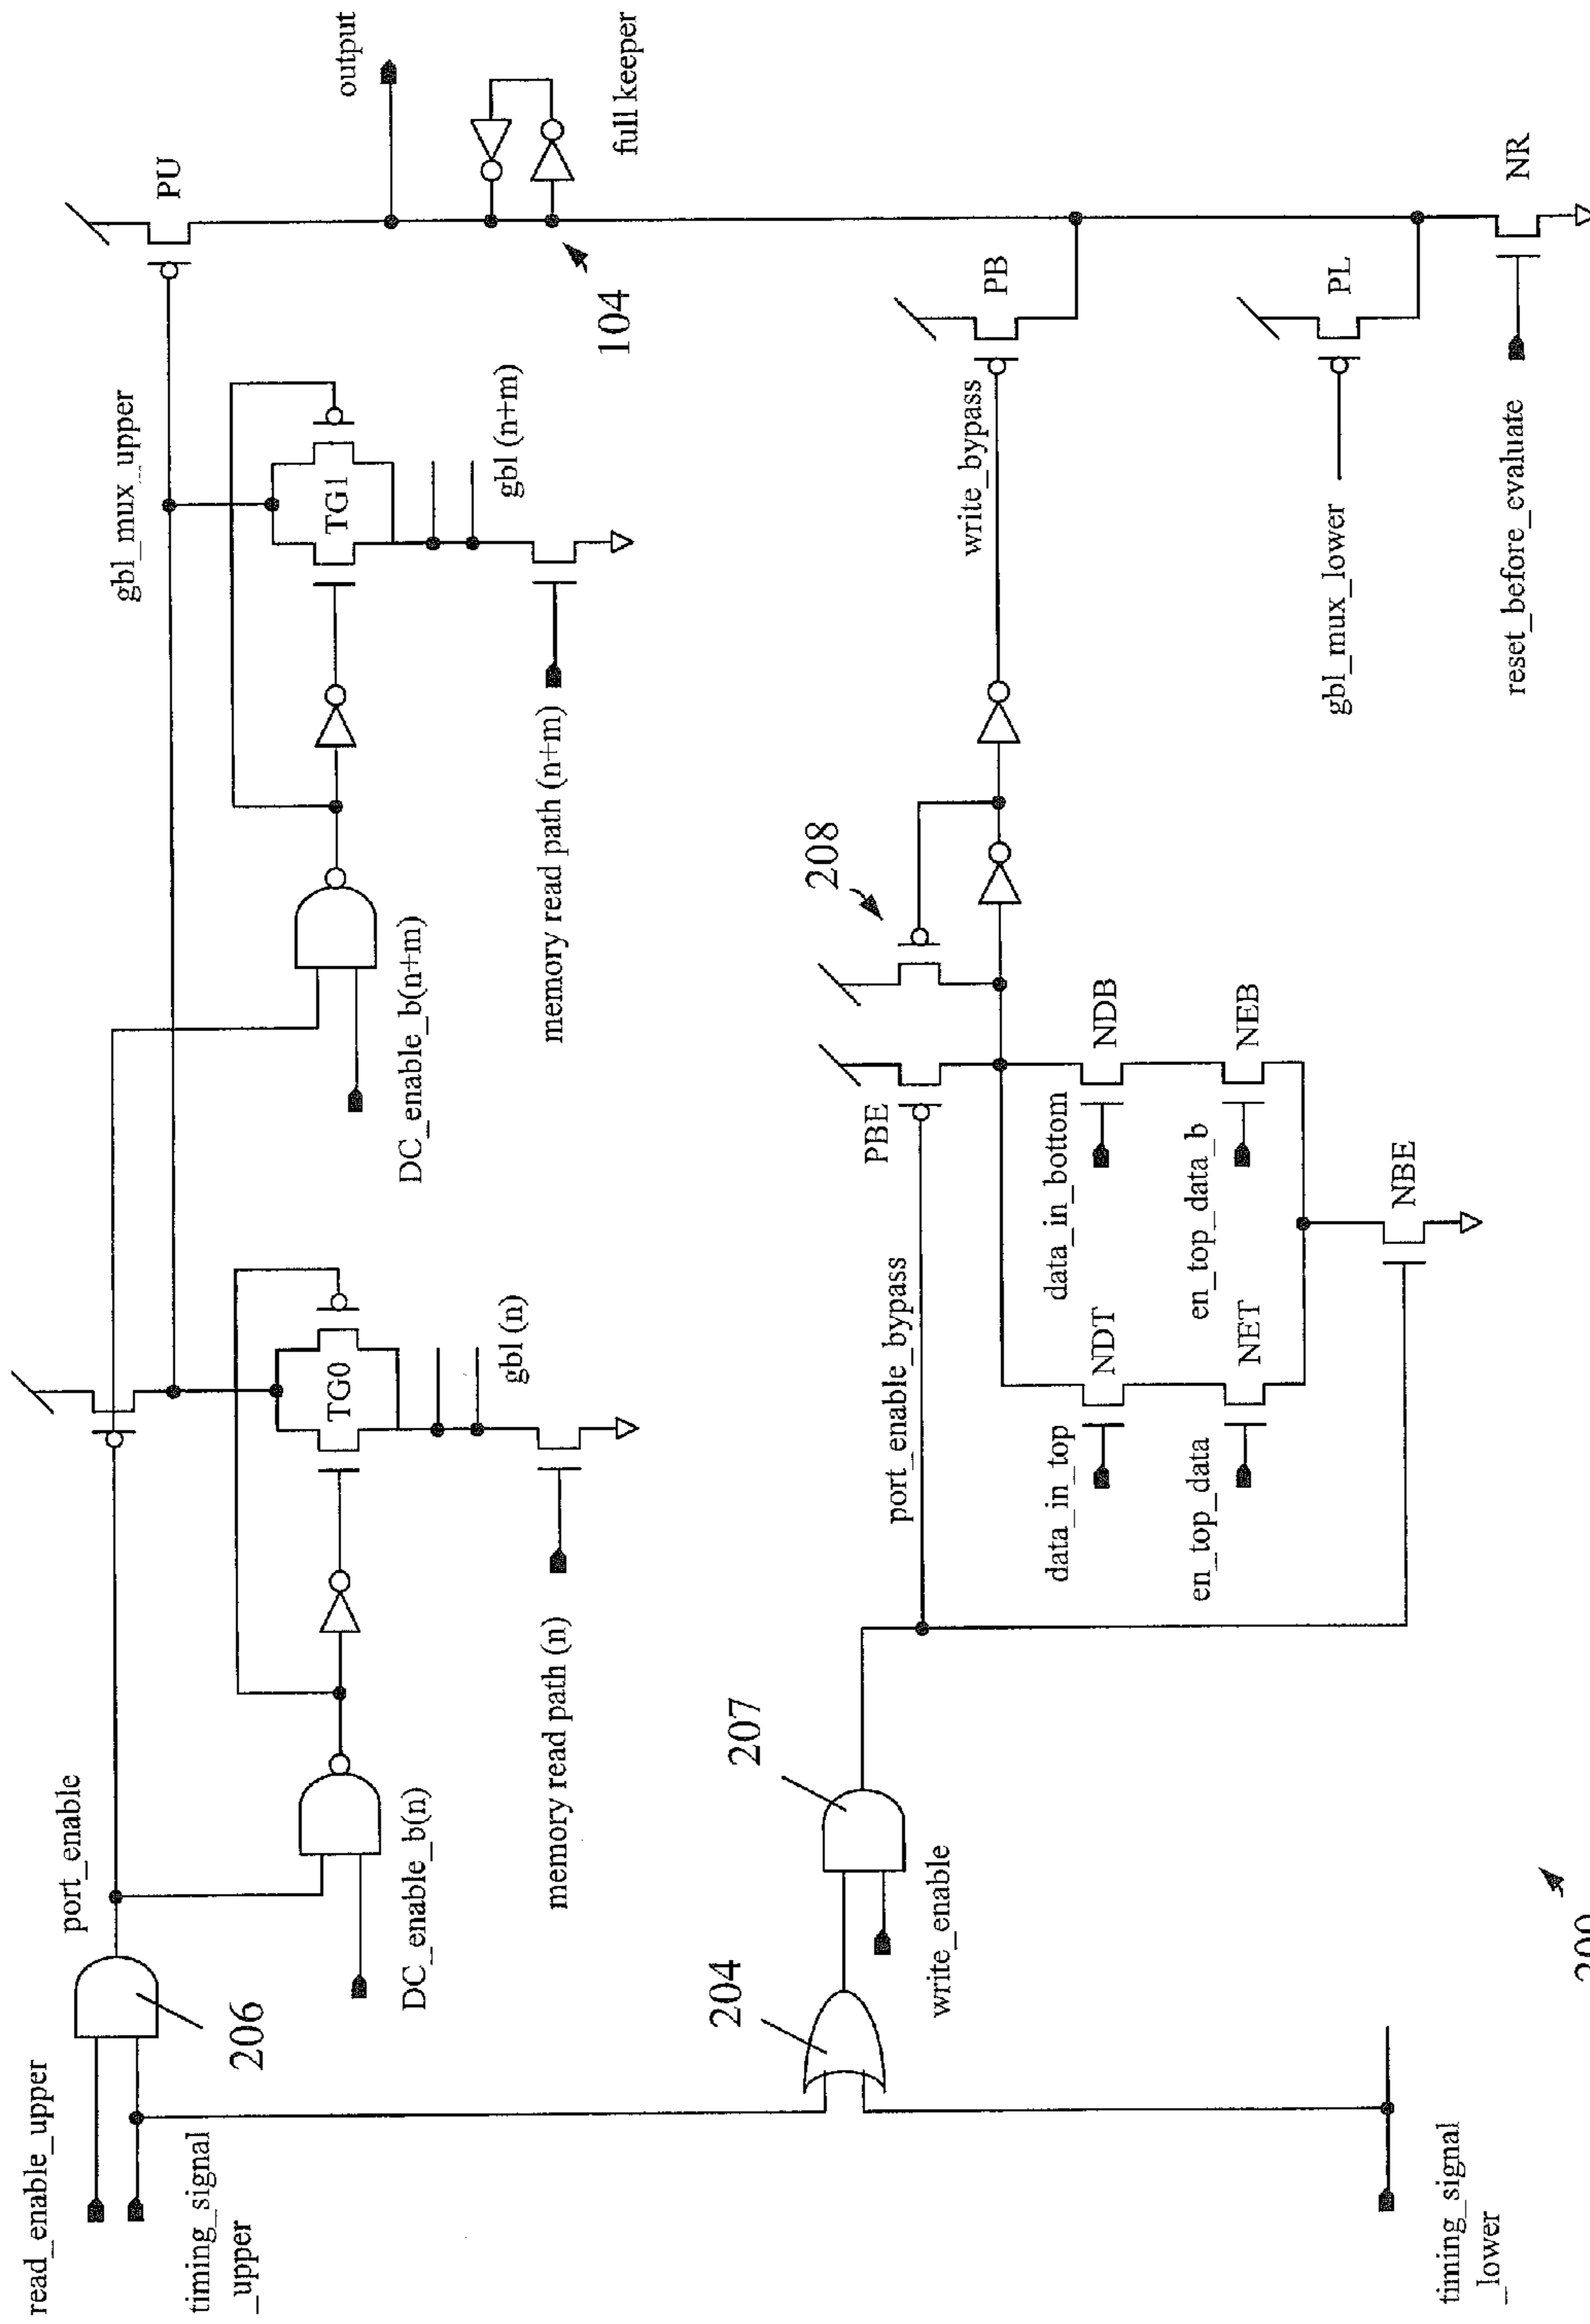 read_enable_upper
timing_signal
_upper
206
port_enable
DC_enable_b(n)
memory read path (n)
TG0
gbl (n)
DC_enable_b(n+m)
memory read path (n+m)
TG1
gbl (n+m)
gbl_mux_upper
PU
output
full keeper
104
timing_signal
_lower
204
write_enable
207
port_enable_bypass
PBE
208
data_in_top
NDT
data_in_bottom
NDB
en_top_data
NET
en_top_data_b
NEB
NBE
write_bypass
PB
gbl_mux_lower
PL
reset_before_evaluate
NR
200